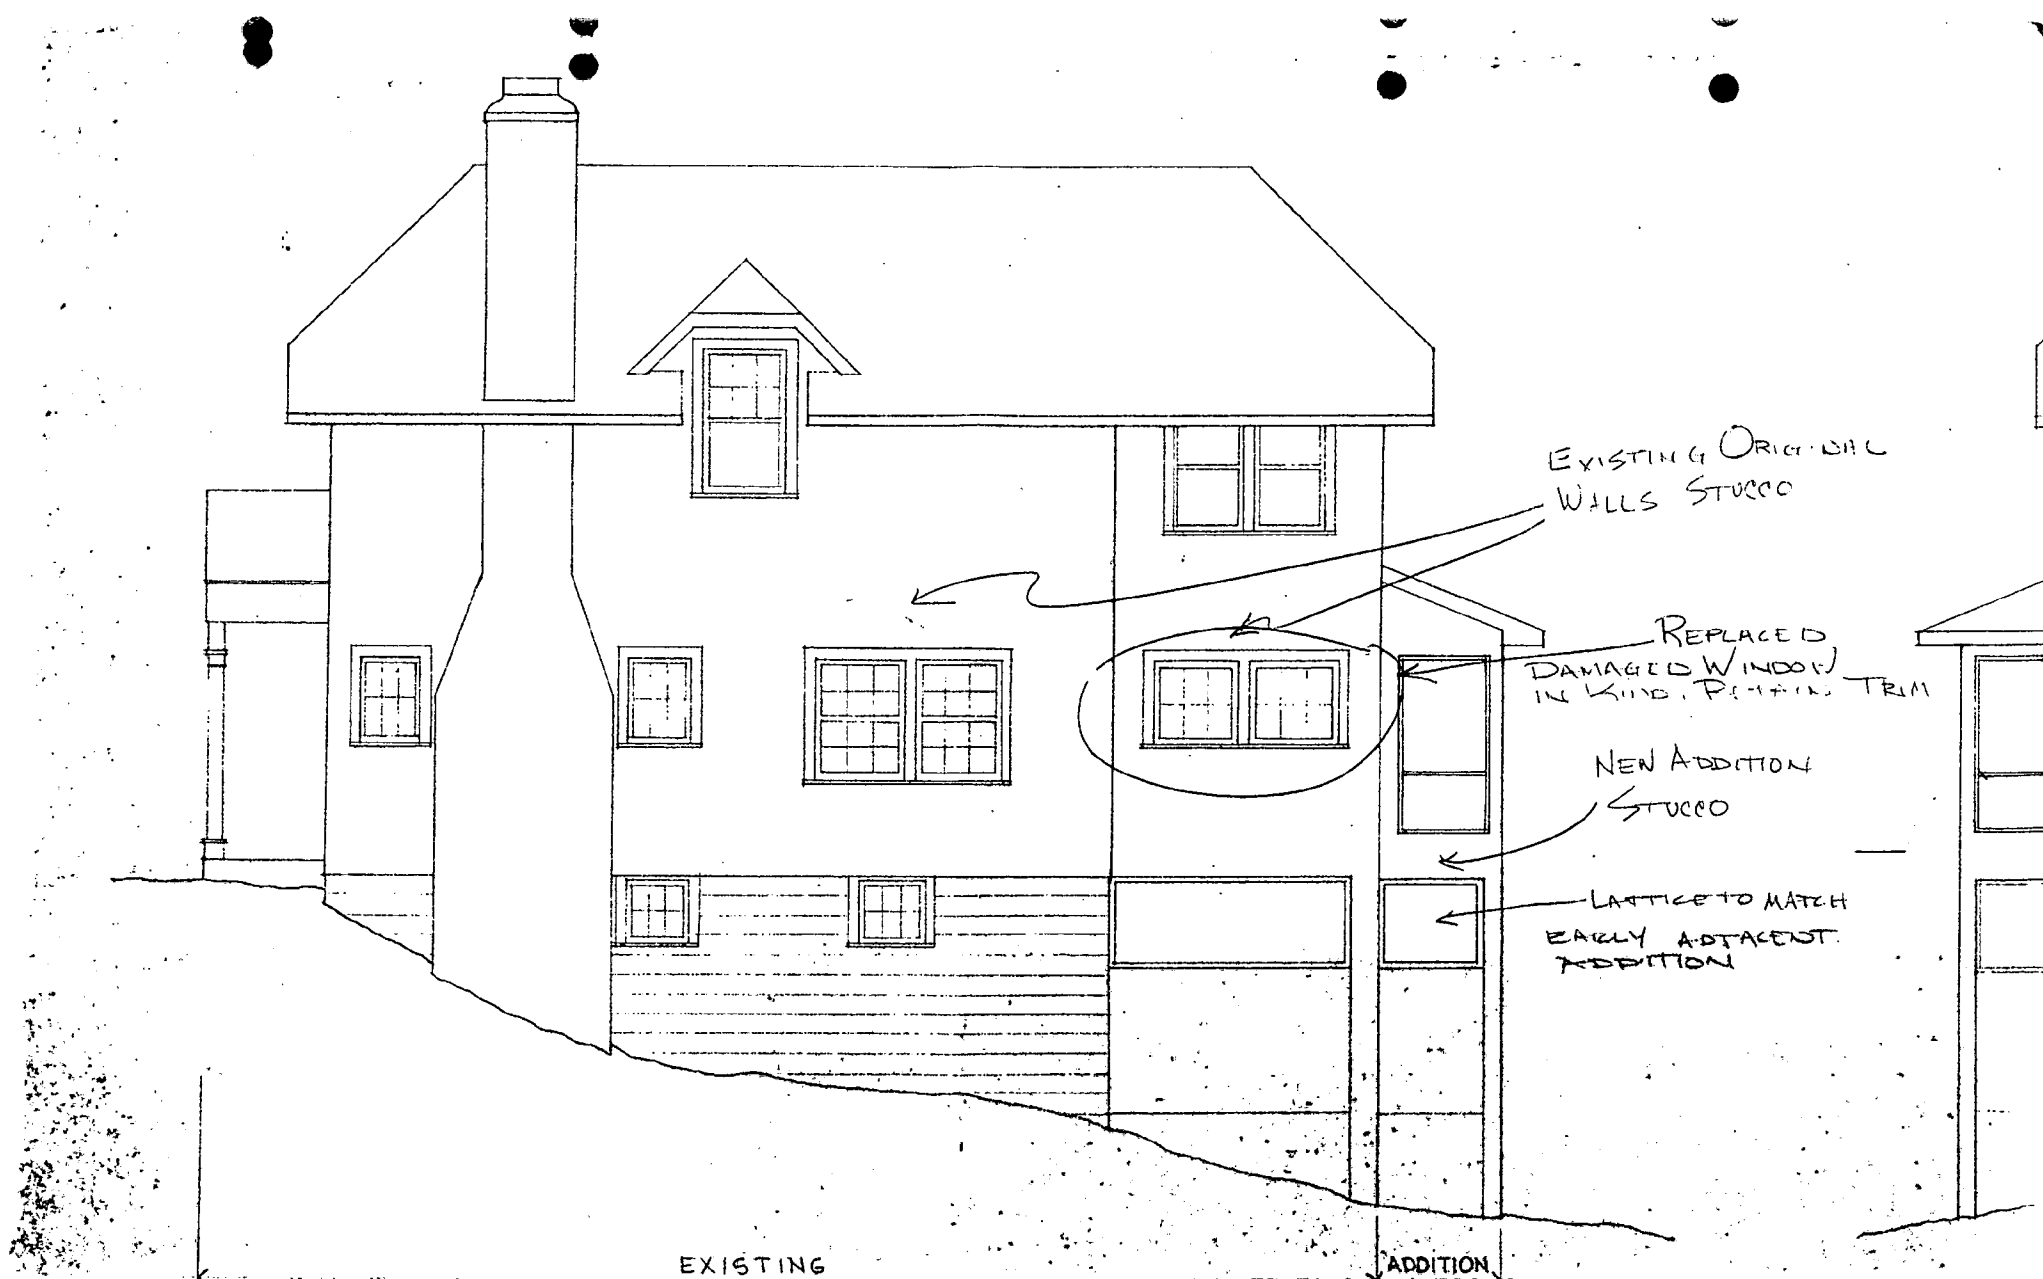 EXISTING ORIGINAL
WALLS STUCCO
REPLACED
DAMAGED WINDOW
IN KIND. RETAIN TRIM
NEW ADDITION
STUCCO
LATTICE TO MATCH
EARLY ADJACENT
ADDITION
EXISTING
ADDITION